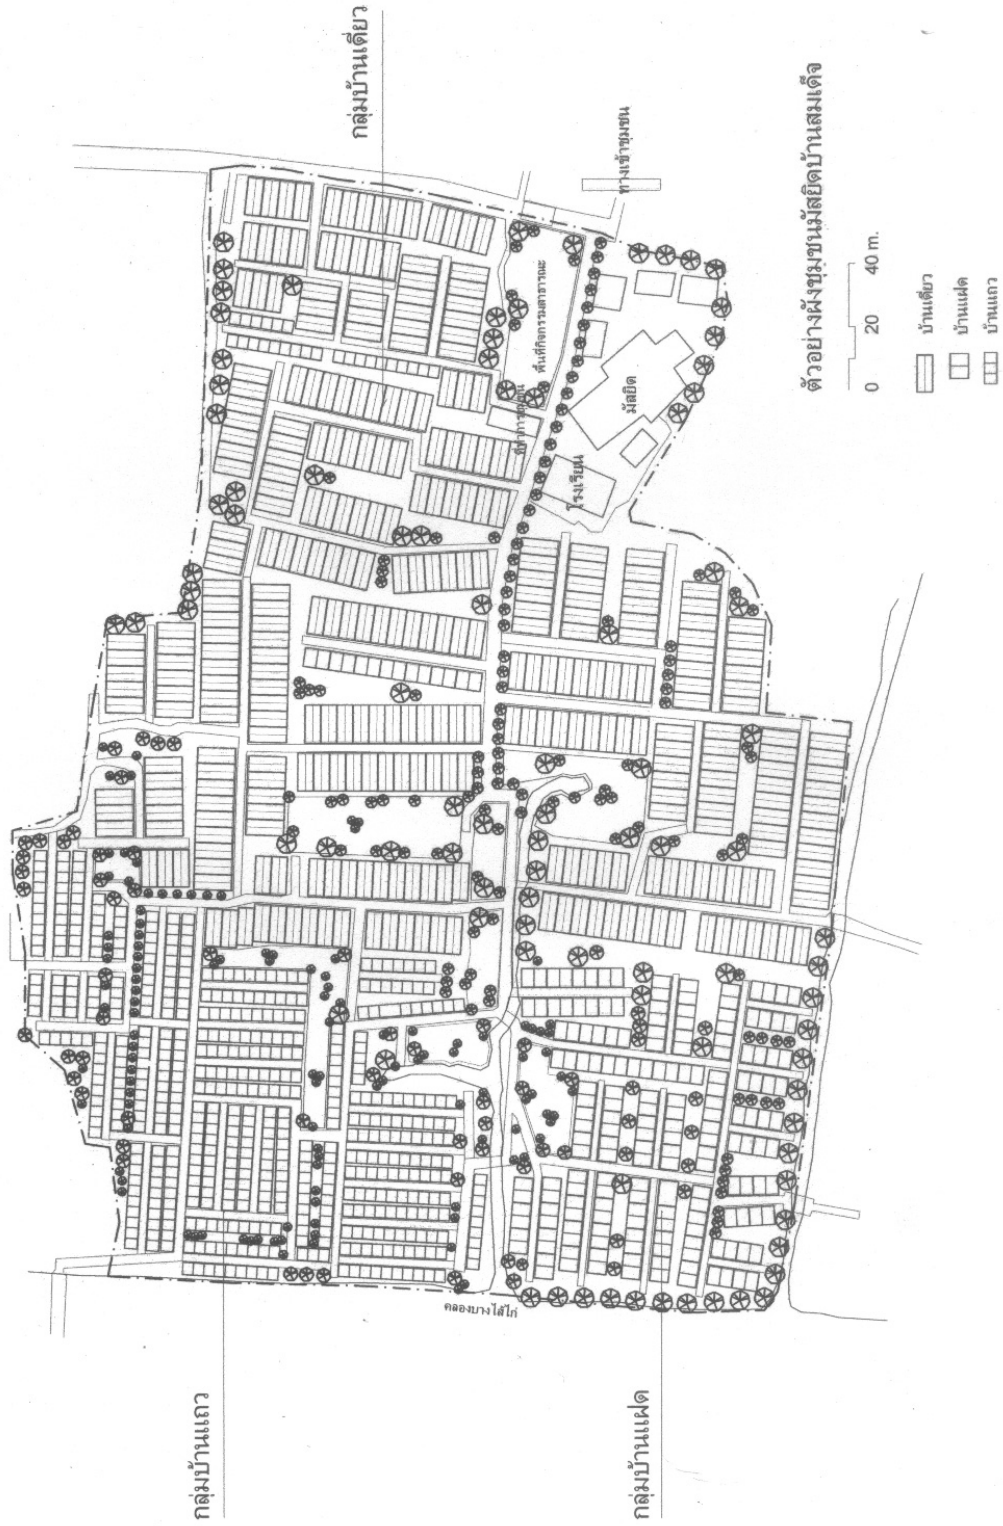 กลุ่มบ้านเดี่ยว
ทางเข้าชุมชน
พื้นที่กิจกรรมสาธารณะ
มัสยิด
โรงเรียน
คลองบางไส้ไก่
กลุ่มบ้านแถว
กลุ่มบ้านแฝด
ตัวอย่างผังชุมชนมัสยิดบ้านสมเด็จ
0 20 40 m.
บ้านเดี่ยว
บ้านแฝด
บ้านแถว